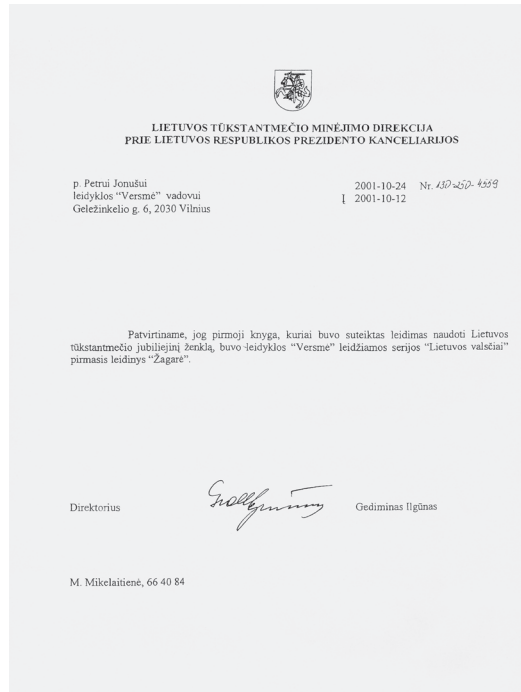 LIETUVOS TŪKSTANTMEČIO MINĖJIMO DIREKCIJA
PRIE LIETUVOS RESPUBLIKOS PREZIDENTO KANCELIARIJOS
p. Petrui Jonušui
leidyklos “Versmė” vadovui
Geležinkelio g. 6, 2030 Vilnius
2001-10-24 Nr. 130-250-4559
Į 2001-10-12
Patvirtiname, jog pirmoji knyga, kuriai buvo suteiktas leidimas naudoti Lietuvos
tūkstantmečio jubiliejinį ženklą, buvo leidyklos “Versmė” leidžiamos serijos “Lietuvos valsčiai”
pirmasis leidinys “Žagarė”.
Direktorius
Gediminas Ilgūnas
M. Mikelaitienė, 66 40 84